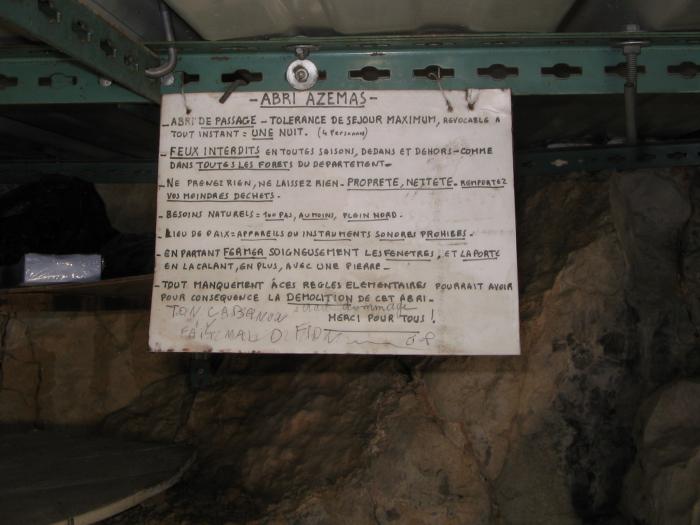 - ABRI AZEMAS -
- ABRI DE PASSAGE - TOLERANCE DE SEJOUR MAXIMUM, REVOCABLE A
TOUT INSTANT = UNE NUIT. (4 Personnes)
- FEUX INTERDITS EN TOUTES SAISONS, DEDANS ET DEHORS - COMME
DANS TOUTES LES FORETS DU DEPARTEMENT -
- NE PRENEZ RIEN, NE LAISSEZ RIEN - PROPRETE, NETTETE - REMPORTEZ
VOS MOINDRES DECHETS -
- BESOINS NATURELS = 100 PAS, AU MOINS, PLEIN NORD -
- LIEU DE PAIX = APPAREILS OU INSTRUMENTS SONORES PROHIBES -
- EN PARTANT FERMER SOIGNEUSEMENT LES FENETRES, ET LA PORTE
EN LA CALANT, EN PLUS, AVEC UNE PIERRE -
- TOUT MANQUEMENT A CES REGLES ELEMENTAIRES POURRAIT AVOIR
POUR CONSEQUENCE LA DEMOLITION DE CET ABRI -
serait dommage
TON CABANON
MERCI POUR TOUS !
MALE